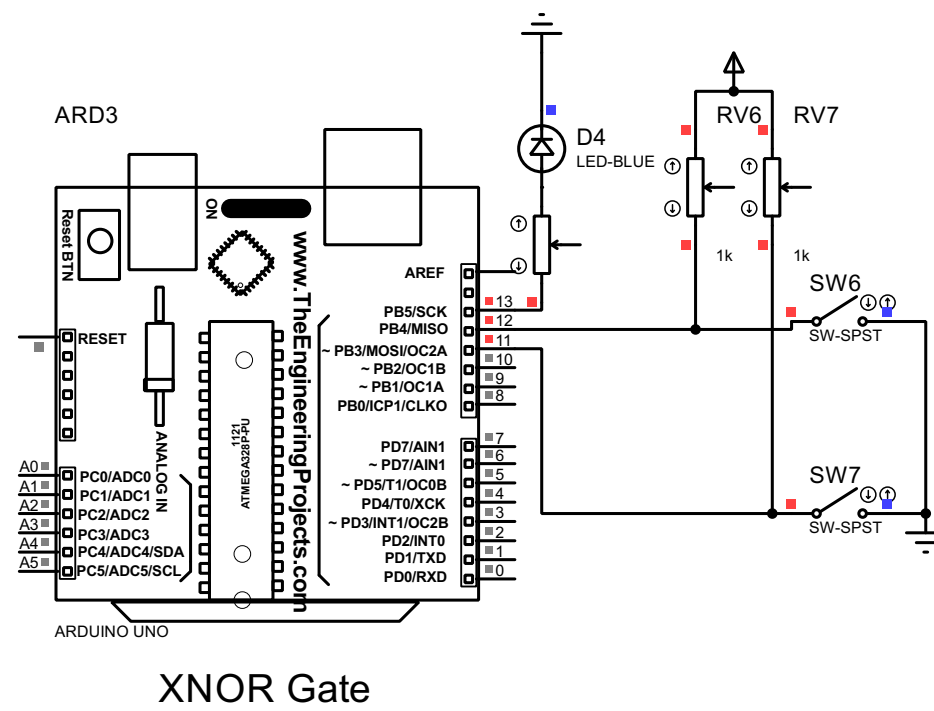 ARD3
D4
LED-BLUE
RV6
RV7
1k
1k
SW6
SW-SPST
SW7
SW-SPST
Reset BTN
ON
www.TheEngineeringProjects.com
ANALOG IN
1121
ATMEGA328P-PU
RESET
AREF
PB5/SCK 13
PB4/MISO 12
~ PB3/MOSI/OC2A 11
~ PB2/OC1B 10
~ PB1/OC1A 9
PB0/ICP1/CLKO 8
PD7/AIN1 7
~ PD7/AIN1 6
~ PD5/T1/OC0B 5
PD4/T0/XCK 4
~ PD3/INT1/OC2B 3
PD2/INT0 2
PD1/TXD 1
PD0/RXD 0
A0 PC0/ADC0
A1 PC1/ADC1
A2 PC2/ADC2
A3 PC3/ADC3
A4 PC4/ADC4/SDA
A5 PC5/ADC5/SCL
ARDUINO UNO
XNOR Gate